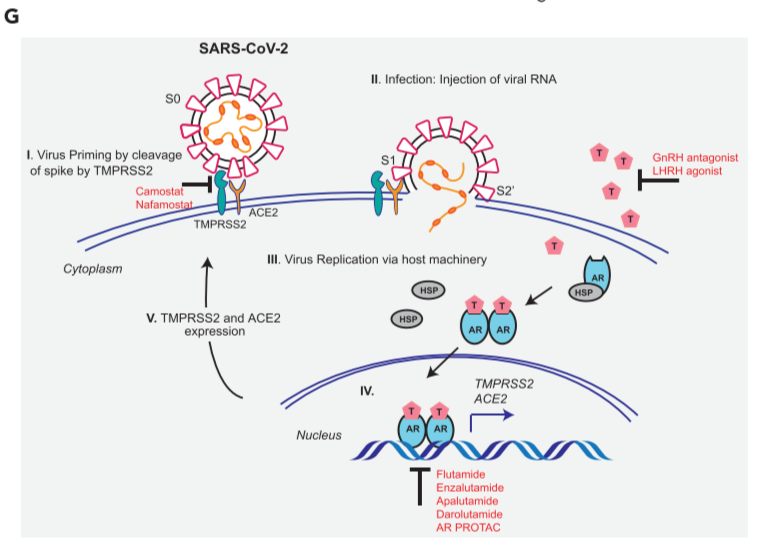 G
SARS-CoV-2
S0
II. Infection: Injection of viral RNA
I. Virus Priming by cleavage
of spike by TMPRSS2
Camostat
Nafamostat
TMPRSS2
ACE2
S1
S2'
T
T
T
T
T
GnRH antagonist
LHRH agonist
Cytoplasm
III. Virus Replication via host machinery
HSP
HSP
AR
HSP
T T
AR AR
V. TMPRSS2 and ACE2
expression
IV.
TMPRSS2
ACE2
T T
AR AR
Nucleus
Flutamide
Enzalutamide
Apalutamide
Darolutamide
AR PROTAC